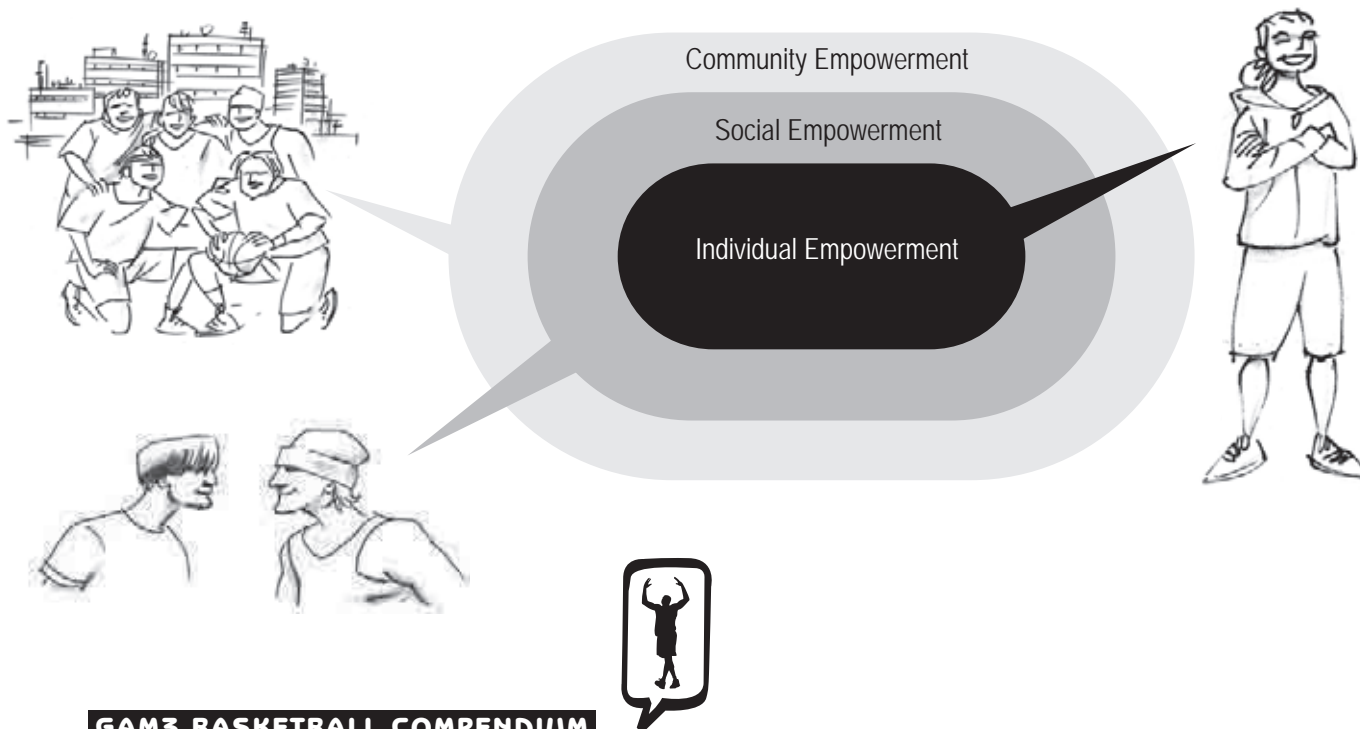 Community Empowerment
Social Empowerment
Individual Empowerment
GAM3 BASKETBALL COMPENDIUM